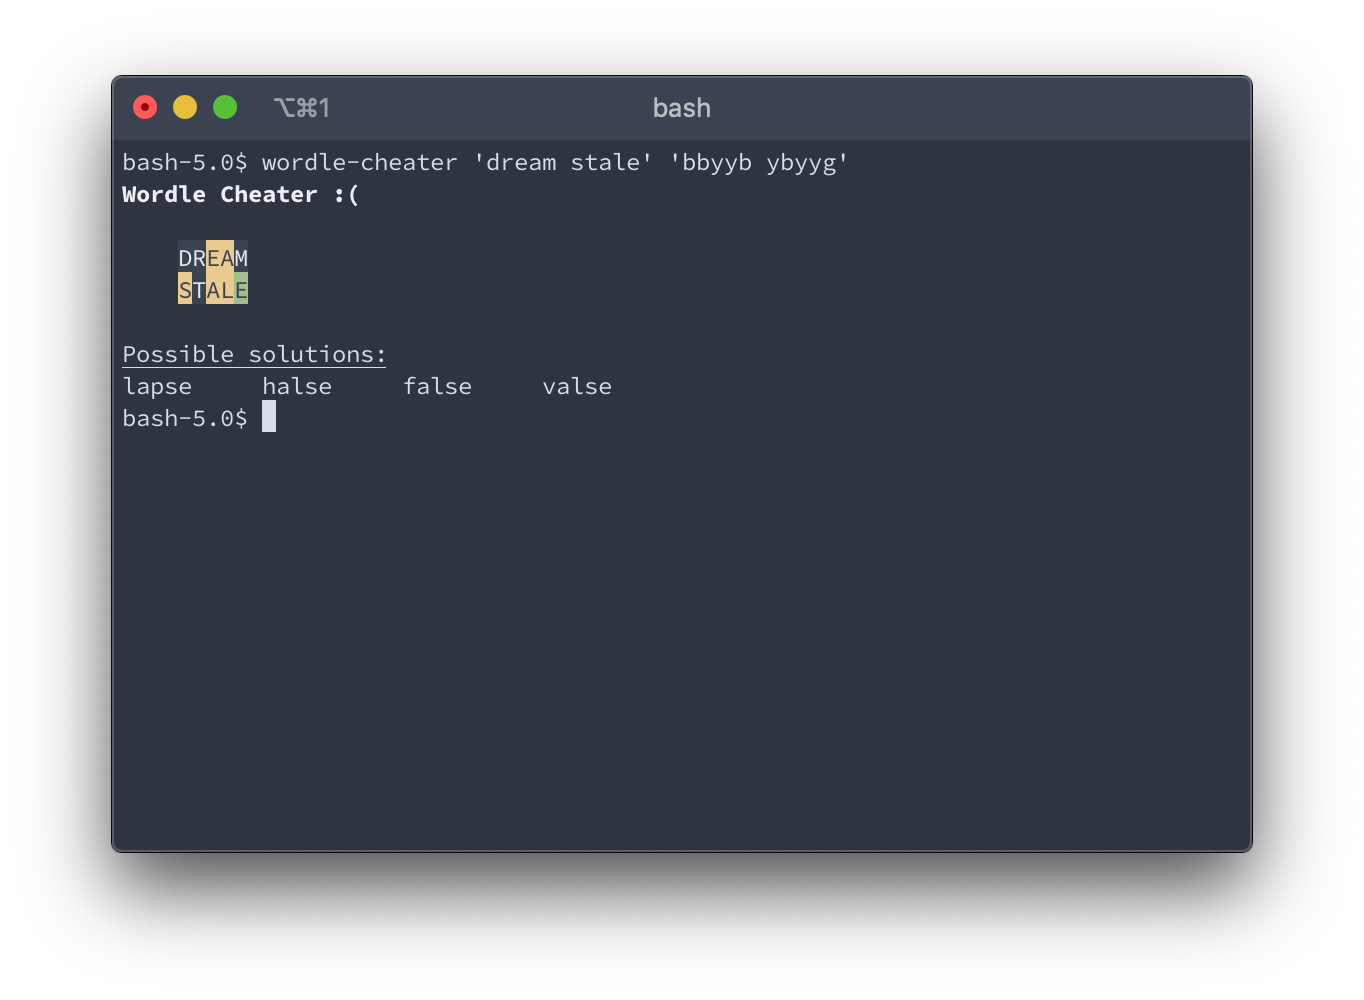 ⌥⌘1 bash
bash-5.0$ wordle-cheater 'dream stale' 'bbyyb ybyyg'
Wordle Cheater :(
DREAM
STALE
Possible solutions:
lapse halse false valse
bash-5.0$